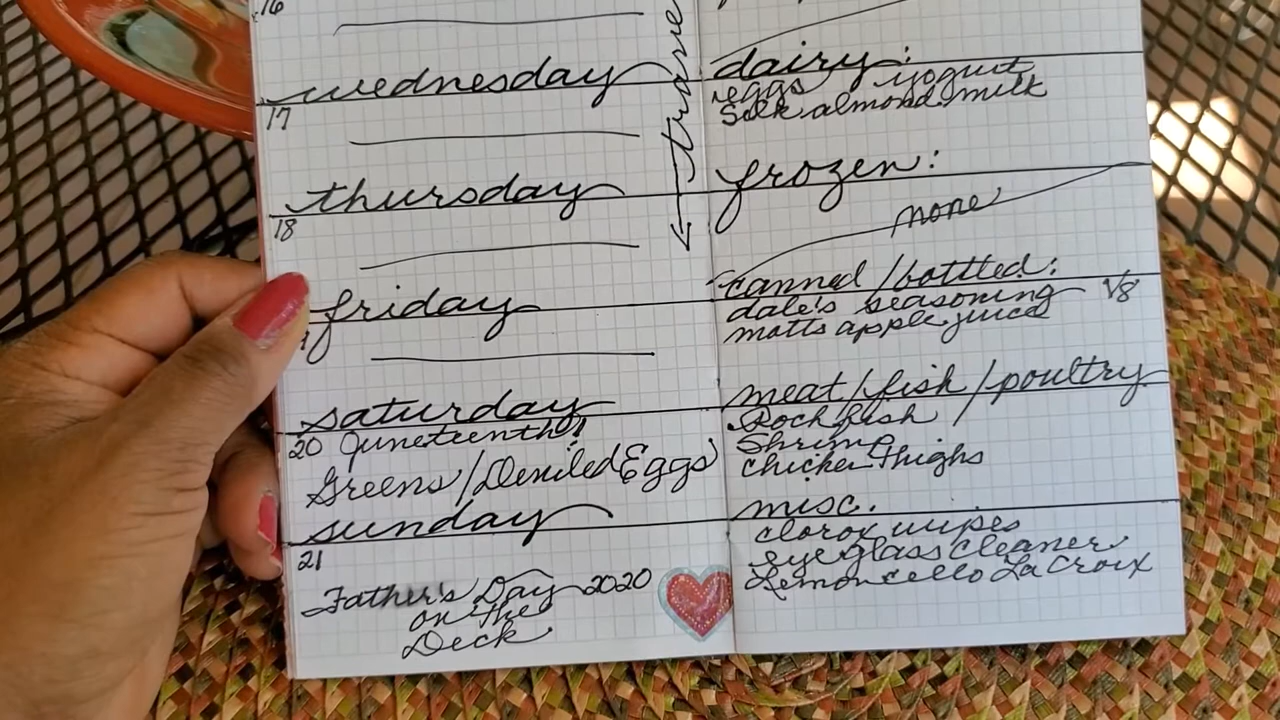 16
wednesday
17
thursday
18
friday
saturday
20 Juneteenth!
Greens/Deviled Eggs
sunday
21
Father's Day 2020
on the
Deck
dairy:
eggs yogurt
Silk almond milk
frozen:
none
canned/bottled:
dale's seasoning V8
motts apple juice
meat/fish/poultry
Rockfish
Shrimp
chicken thighs
misc.
clorox wipes
eyeglass cleaner
Lemoncello LaCroix